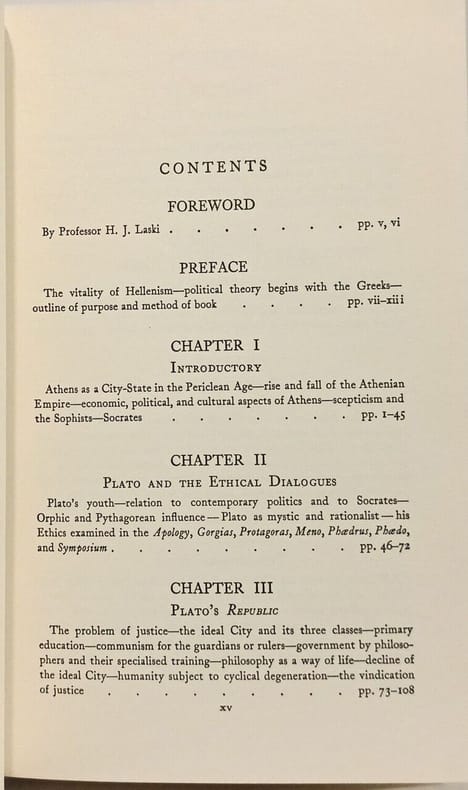 CONTENTS
FOREWORD
By Professor H. J. Laski . . . . . . . pp. v, vi
PREFACE
The vitality of Hellenism—political theory begins with the Greeks—
outline of purpose and method of book . . . . pp. vii–xiii
CHAPTER I
Introductory
Athens as a City-State in the Periclean Age—rise and fall of the Athenian
Empire—economic, political, and cultural aspects of Athens—scepticism and
the Sophists—Socrates . . . . . . . pp. 1–45
CHAPTER II
Plato and the Ethical Dialogues
Plato's youth—relation to contemporary politics and to Socrates—
Orphic and Pythagorean influence—Plato as mystic and rationalist—his
Ethics examined in the Apology, Gorgias, Protagoras, Meno, Phædrus, Phædo,
and Symposium . . . . . . . . . pp. 46–72
CHAPTER III
Plato's Republic
The problem of justice—the ideal City and its three classes—primary
education—communism for the guardians or rulers—government by philoso-
phers and their specialised training—philosophy as a way of life—decline of
the ideal City—humanity subject to cyclical degeneration—the vindication
of justice . . . . . . . . . pp. 73–108
xv